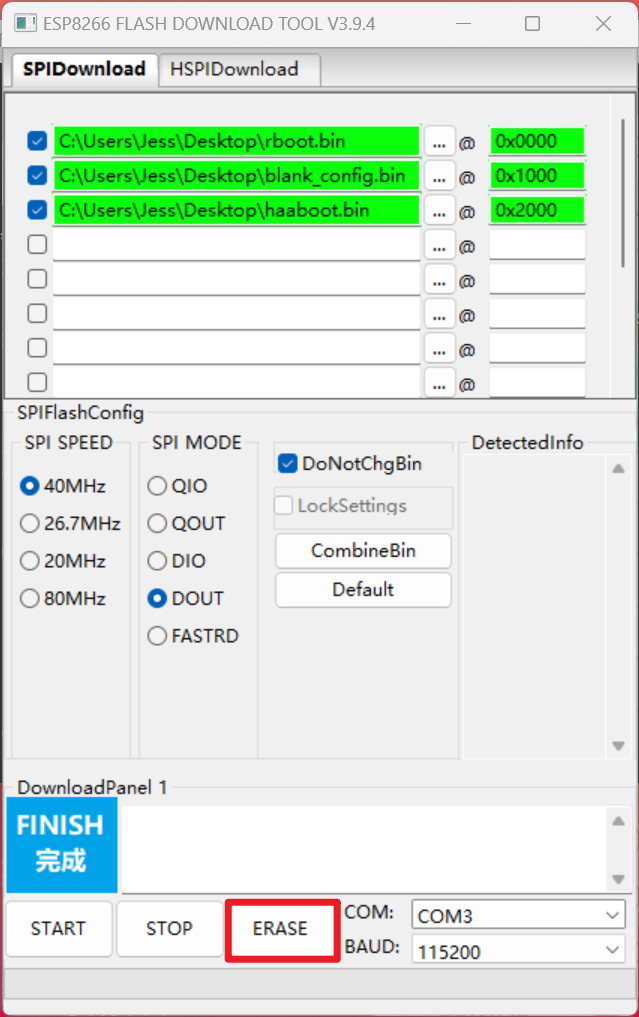 ESP8266 FLASH DOWNLOAD TOOL V3.9.4
SPIDownload HSPIDownload
C:\Users\Jess\Desktop\rboot.bin ... @ 0x0000
C:\Users\Jess\Desktop\blank_config.bin ... @ 0x1000
C:\Users\Jess\Desktop\haaboot.bin ... @ 0x2000
... @
... @
... @
... @
... @
SPIFlashConfig
SPI SPEED
40MHz
26.7MHz
20MHz
80MHz
SPI MODE
QIO
QOUT
DIO
DOUT
FASTRD
DoNotChgBin
LockSettings
CombineBin
Default
DetectedInfo
DownloadPanel 1
FINISH
完成
START STOP ERASE
COM: COM3
BAUD: 115200